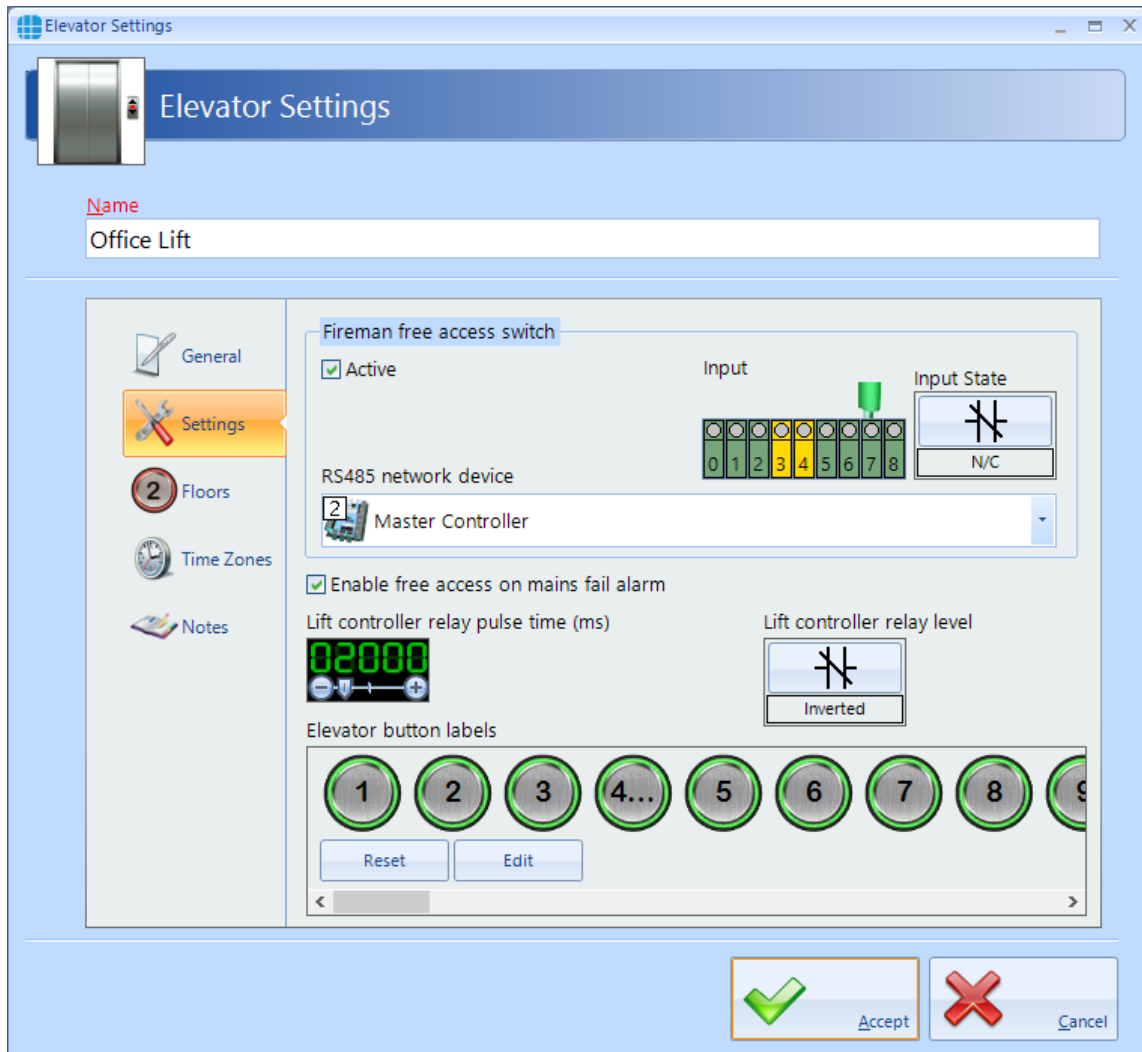 Elevator Settings
Elevator Settings
Name
Office Lift
General
Settings
2 Floors
Time Zones
Notes
Fireman free access switch
Active
Input
Input State
0 1 2 3 4 5 6 7 8
N/C
RS485 network device
2 Master Controller
Enable free access on mains fail alarm
Lift controller relay pulse time (ms)
Lift controller relay level
02000
Inverted
Elevator button labels
1 2 3 4... 5 6 7 8 9
Reset Edit
Accept Cancel